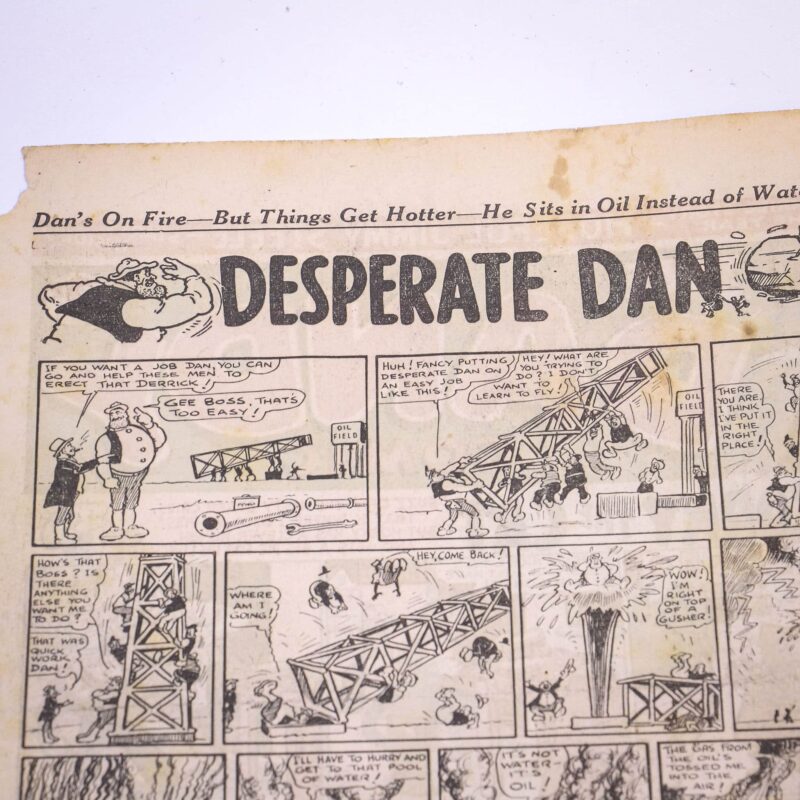 Dan's On Fire—But Things Get Hotter—He Sits in Oil Instead of
DESPERATE DAN
IF YOU WANT A JOB DAN, YOU CAN
GO AND HELP THESE MEN TO
ERECT THAT DERRICK!
GEE BOSS, THAT'S
TOO EASY!
OIL
FIELD
HUH! FANCY PUTTING
DESPERATE DAN ON
AN EASY JOB
LIKE THIS!
HEY! WHAT ARE
YOU TRYING TO
DO? I DON'T
WANT TO
LEARN TO FLY!
OIL
FIELD
THERE
YOU ARE,
I THINK
I'VE PUT IT
IN THE
RIGHT
PLACE!
HOW'S THAT
BOSS? IS
THERE
ANYTHING
ELSE YOU
WANT ME
TO DO?
THAT WAS
QUICK
WORK,
DAN!
WHERE
AM I
GOING!
HEY, COME BACK!
WOW!
I'M
RIGHT
ON TOP
OF A
GUSHER!
I'LL HAVE TO HURRY AND
GET TO THAT POOL
OF WATER!
IT'S NOT
WATER—
IT'S
OIL!
THE GAS FROM
THE OIL'S
TOSSED ME
INTO THE
AIR!